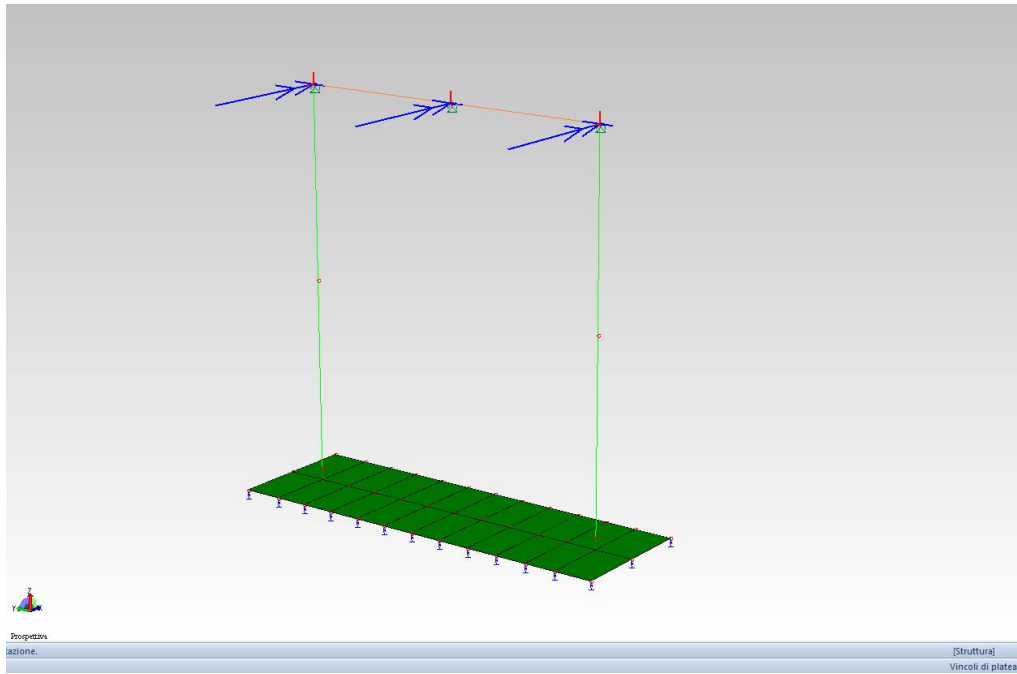 Z
Y X
Prospettiva
tazione.
[Struttura]
Vincoli di platea